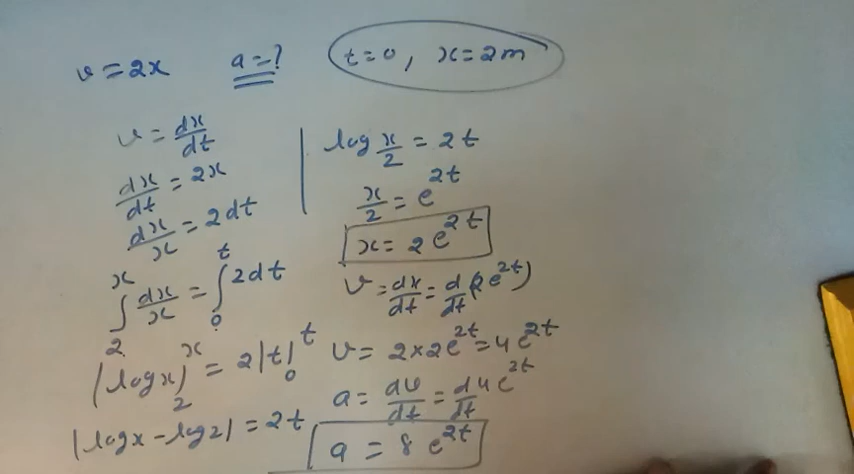 v = 2x    a = ?    t = 0, x = 2m
v = dx/dt
dx/dt = 2x
dx/x = 2dt
∫₂ˣ dx/x = ∫₀ᵗ 2dt
(log x)₂ˣ = 2|t|₀ᵗ
|log x - log 2| = 2t
log x/2 = 2t
x/2 = e^2t
x = 2 e^2t
v = dx/dt = d/dt (2e^2t)
v = 2×2e^2t = 4e^2t
a = dv/dt = d/dt 4e^2t
a = 8 e^2t